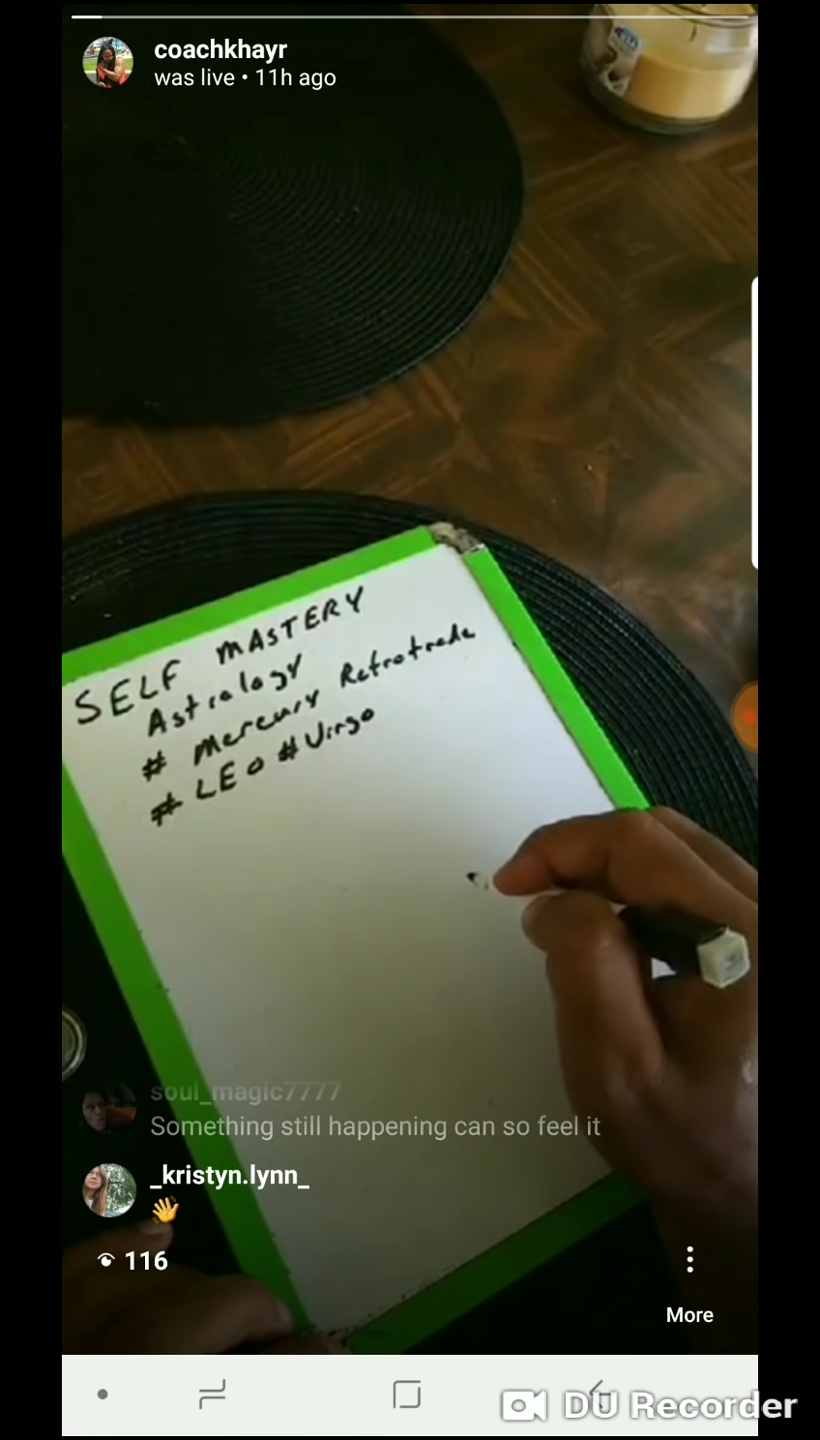 coachkhayr
was live • 11h ago
SELF MASTERY
Astrology
# Mercury Retrotrade
# LEO # Virgo
soul_magic7777
Something still happening can so feel it
_kristyn.lynn_
👋
116
More
DU Recorder